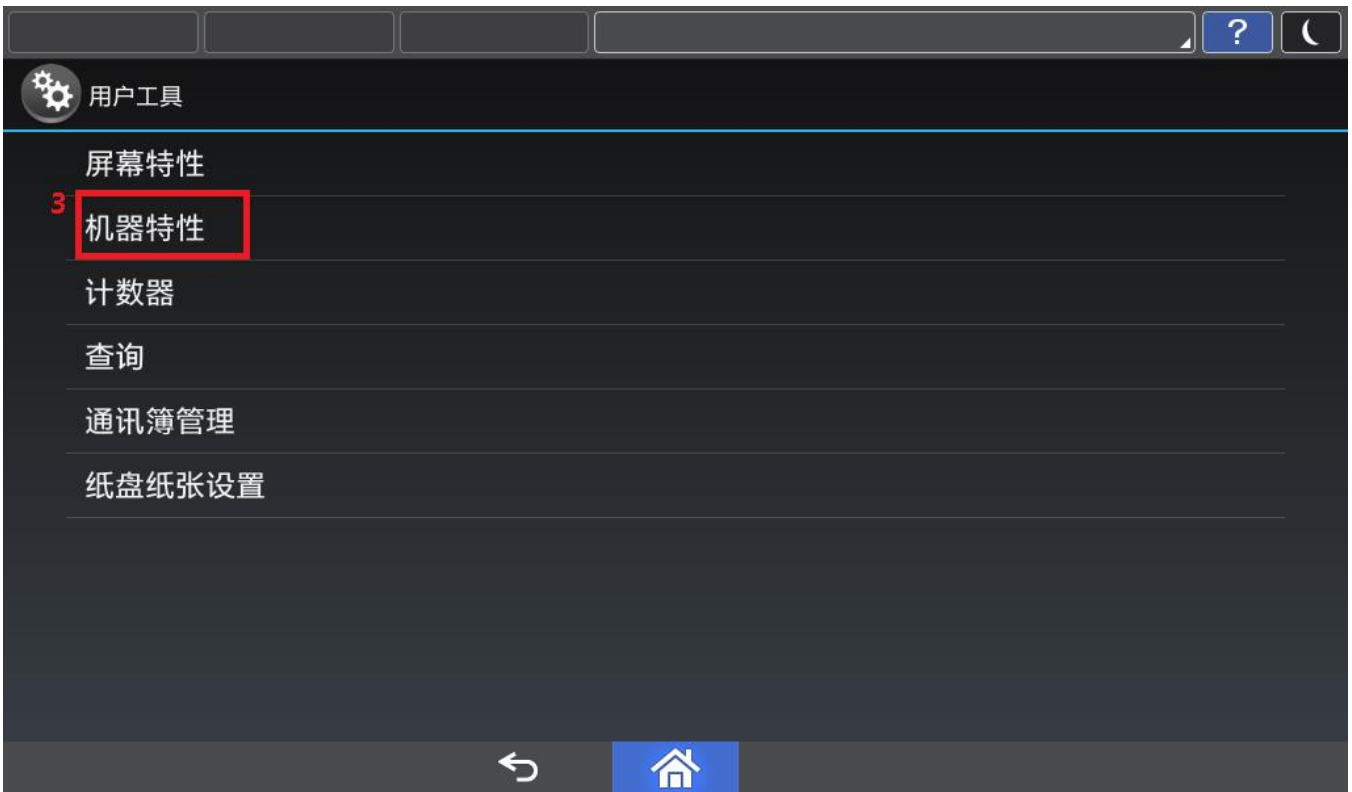 ?
用户工具
屏幕特性
3
机器特性
计数器
查询
通讯簿管理
纸盘纸张设置